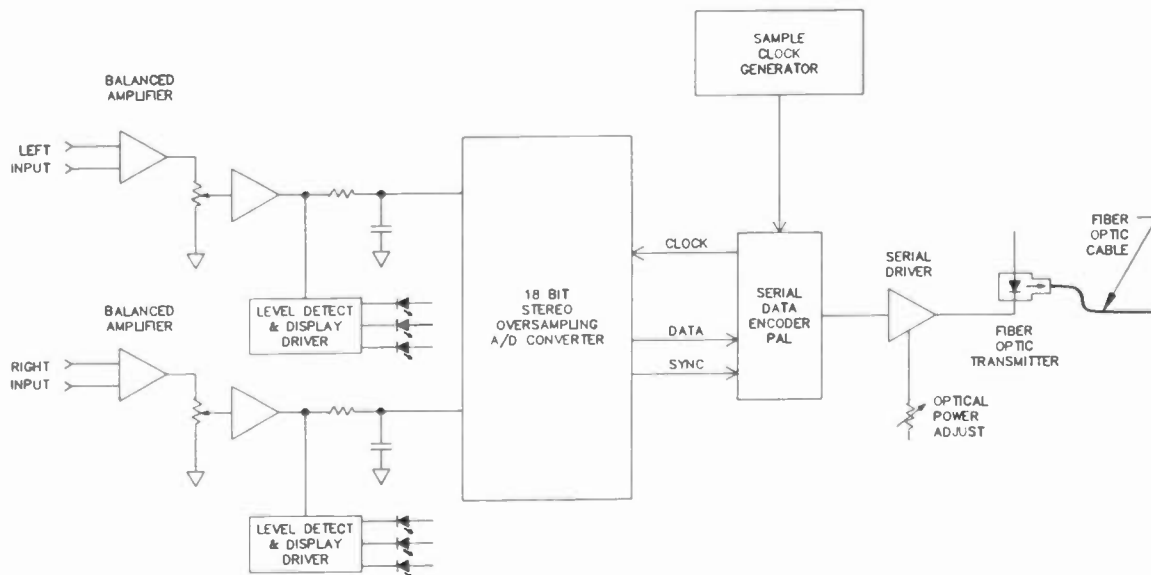 SAMPLE
CLOCK
GENERATOR
BALANCED
AMPLIFIER
LEFT
INPUT
LEVEL DETECT
& DISPLAY
DRIVER
BALANCED
AMPLIFIER
RIGHT
INPUT
LEVEL DETECT
& DISPLAY
DRIVER
18 BIT
STEREO
OVERSAMPLING
A/D CONVERTER
CLOCK
DATA
SYNC
SERIAL
DATA
ENCODER
PAL
SERIAL
DRIVER
OPTICAL
POWER
ADJUST
FIBER
OPTIC
TRANSMITTER
FIBER
OPTIC
CABLE